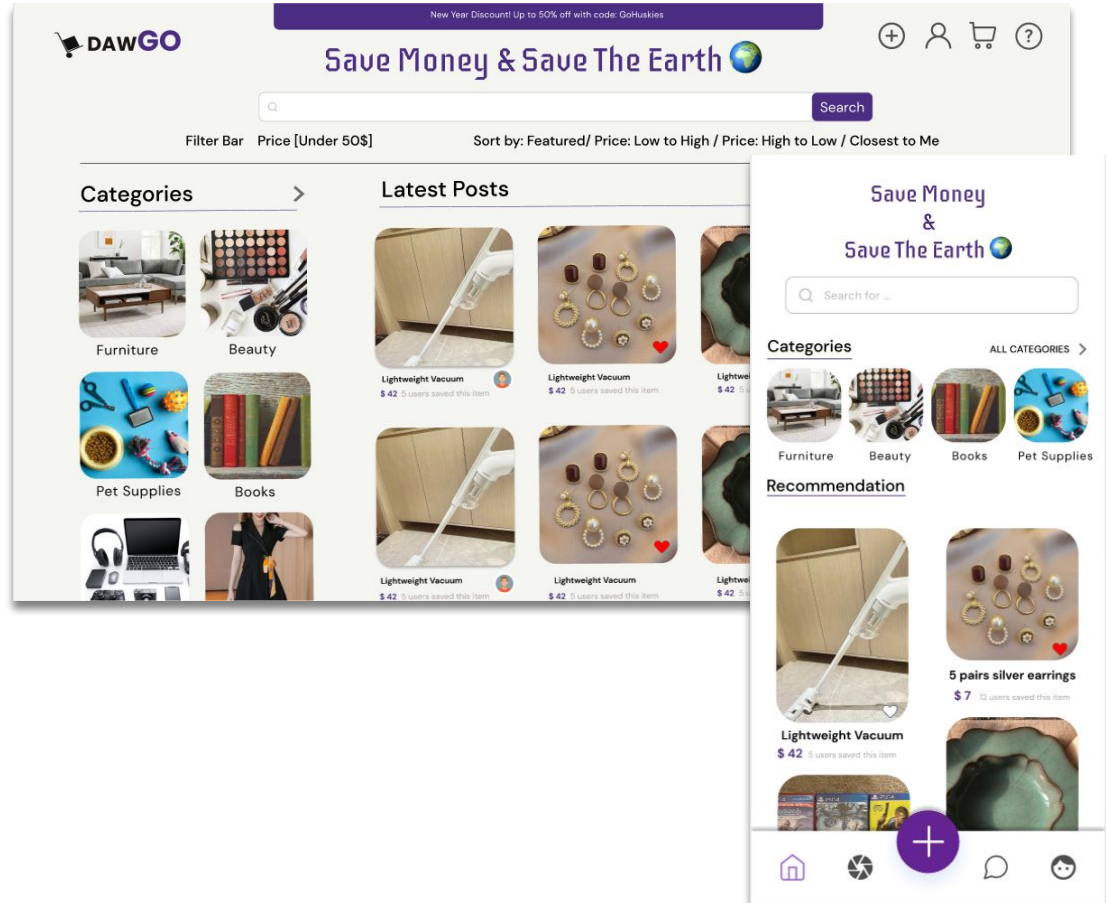 New Year Discount! Up to 50% off with code: GoHuskies
DAWGO
Save Money & Save The Earth
Search
Filter Bar Price [Under 50$] Sort by: Featured/ Price: Low to High / Price: High to Low / Closest to Me
Categories
Furniture
Beauty
Pet Supplies
Books
Latest Posts
Lightweight Vacuum
$ 42 5 users saved this item
Lightweight Vacuum
$ 42 5 users saved this item
$ 42 5
Lightweight Vacuum
$ 42 5 users saved this item
Lightweight Vacuum
$ 42 5 users saved this item
$ 42 5
Save Money
&
Save The Earth
Search for ...
Categories
ALL CATEGORIES
Furniture
Beauty
Books
Pet Supplies
Recommendation
Lightweight Vacuum
$ 42 5 users saved this item
5 pairs silver earrings
$ 7 12 users saved this item